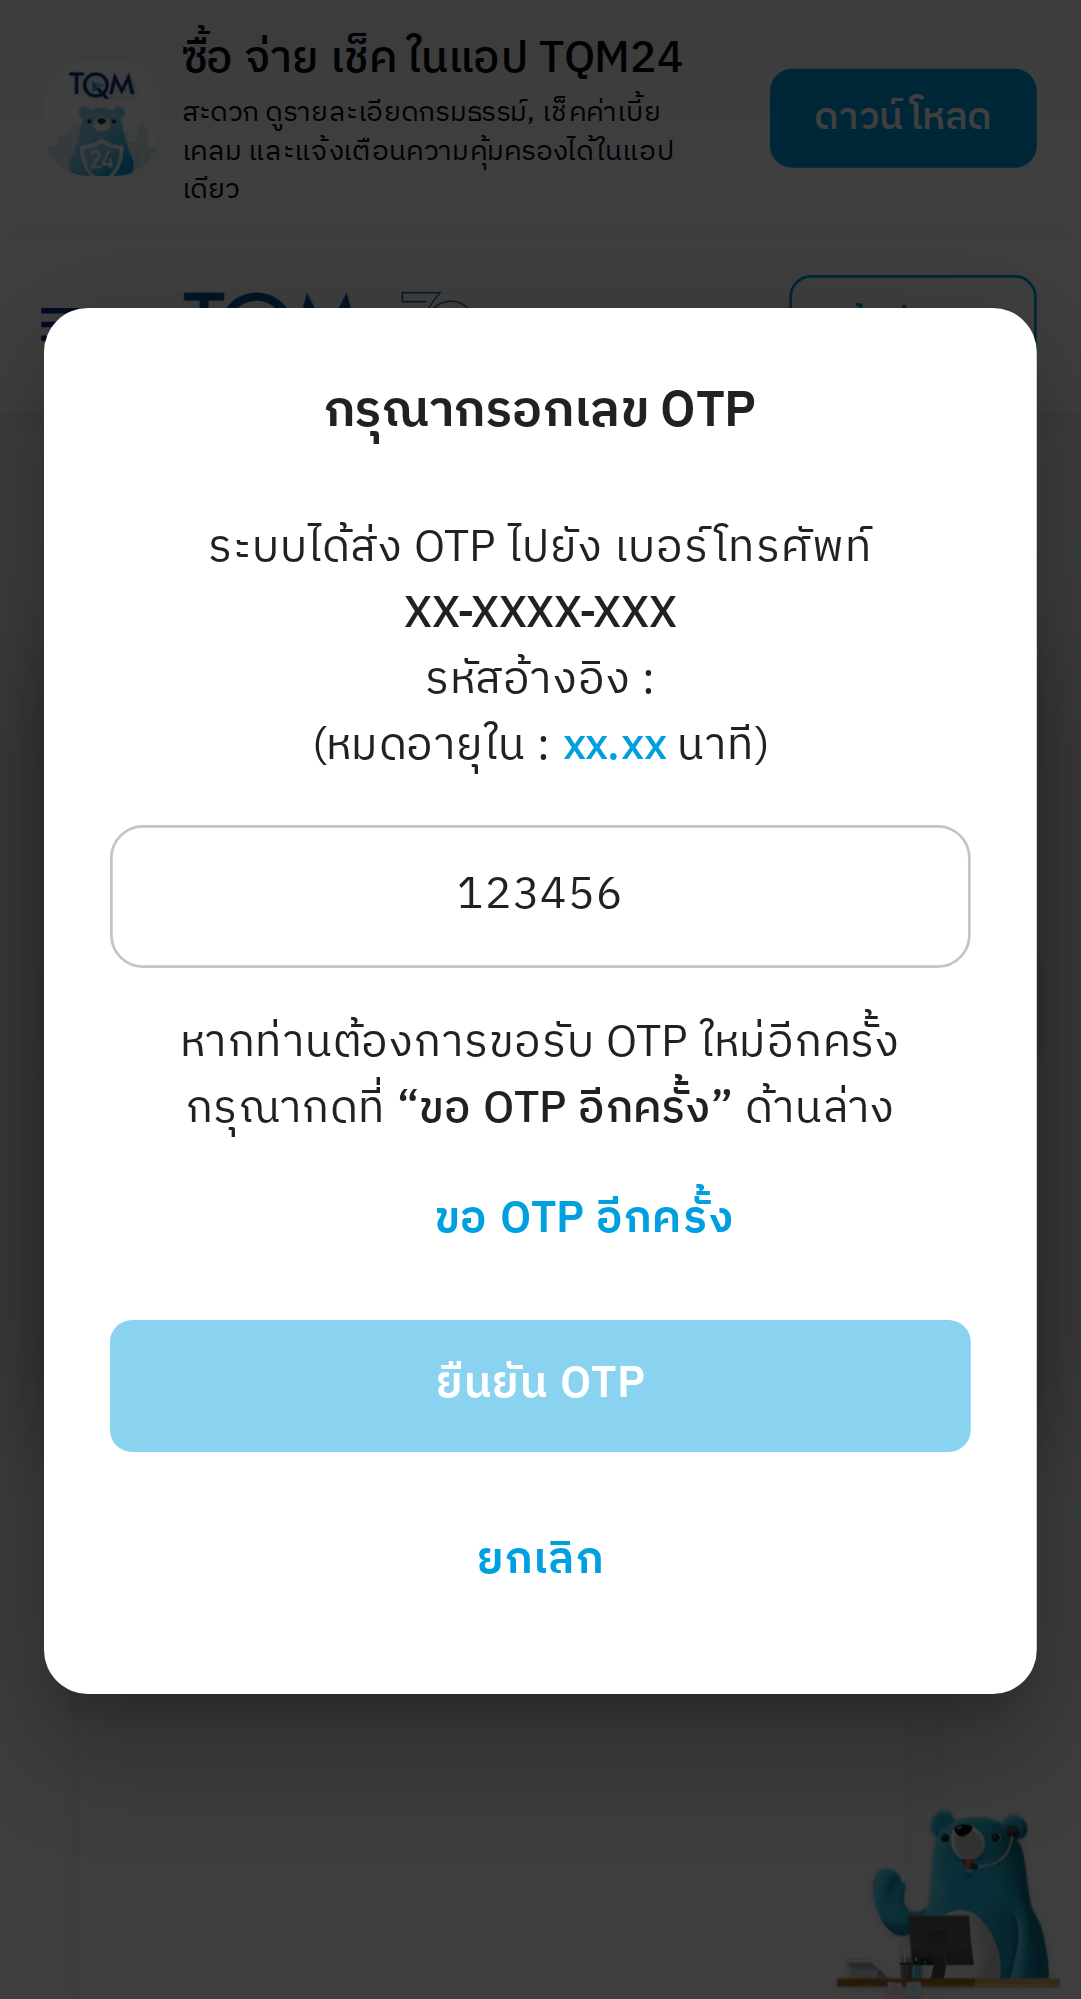 ซื้อ จ่าย เช็ค ในแอป TQM24
สะดวก ดูรายละเอียดกรมธรรม์, เช็คค่าเบี้ย
เคลม และแจ้งเตือนความคุ้มครองได้ในแอป
เดียว
TQM
24
ดาวน์โหลด
TQM
กรุณากรอกเลข OTP
ระบบได้ส่ง OTP ไปยัง เบอร์โทรศัพท์
XX-XXXX-XXX
รหัสอ้างอิง :
(หมดอายุใน : xx.xx นาที)
123456
หากท่านต้องการขอรับ OTP ใหม่อีกครั้ง
กรุณากดที่ “ขอ OTP อีกครั้ง” ด้านล่าง
ขอ OTP อีกครั้ง
ยืนยัน OTP
ยกเลิก